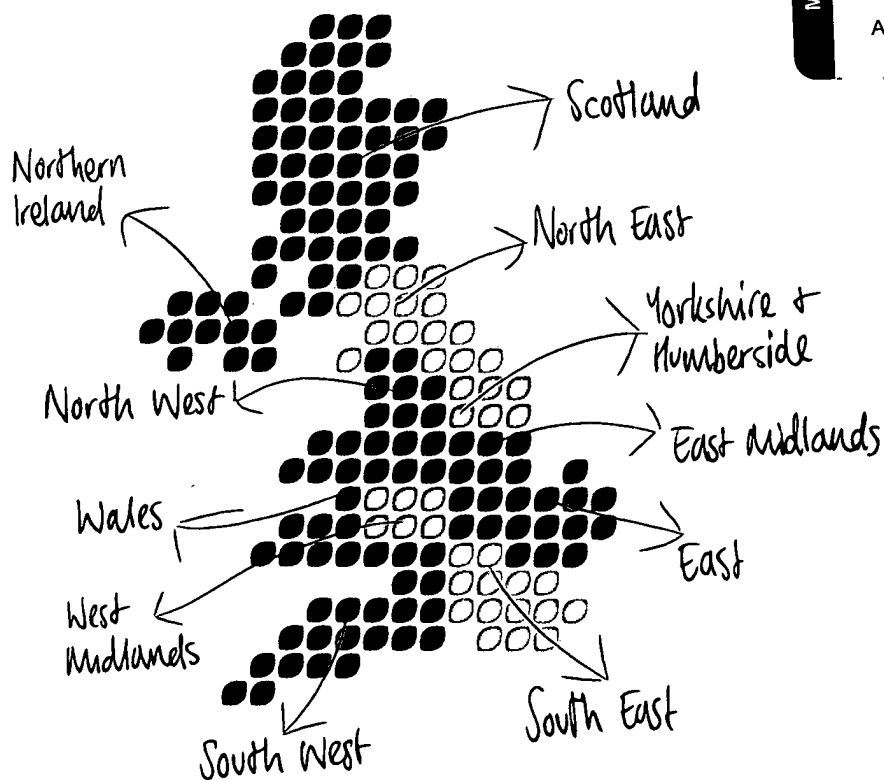 M
A
Scotland
Northern
Ireland
North East
Yorkshire &
Humberside
North West
East Midlands
Wales
East
West
Midlands
South East
South West